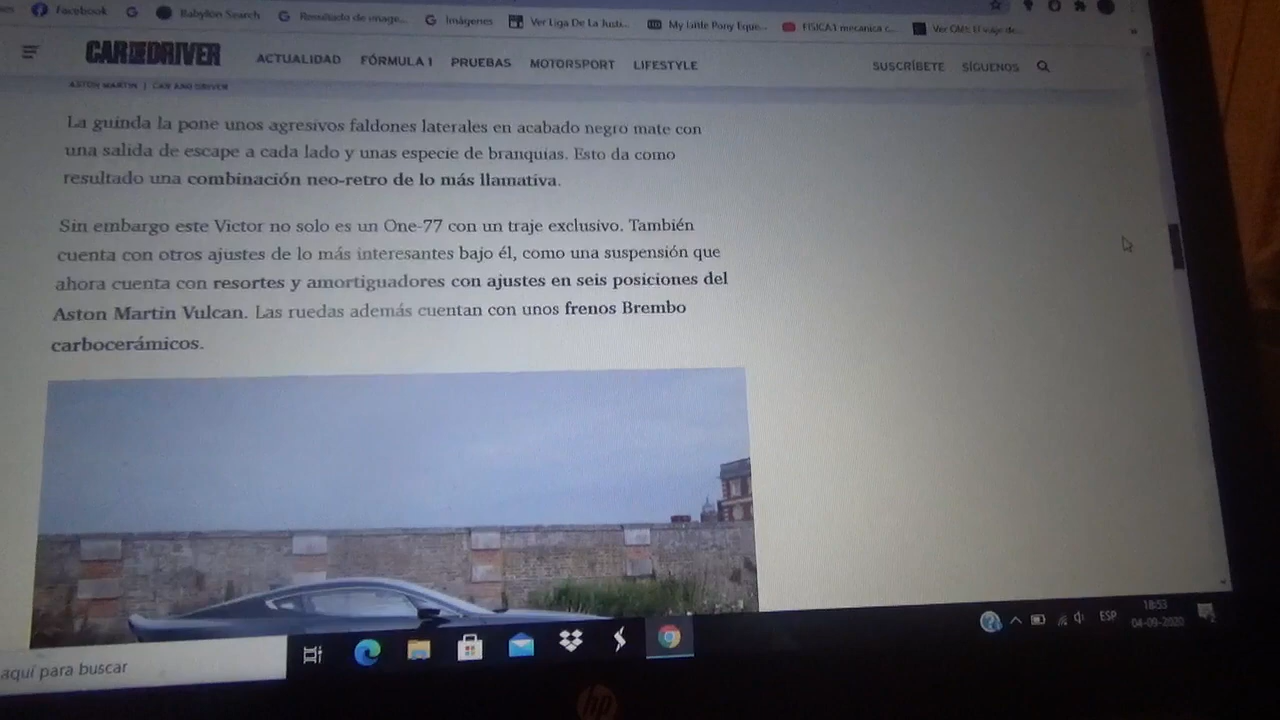 Facebook
Babylon Search
Resultado de image...
Imágenes
Ver Liga De La Justi...
My Little Pony Eque...
FISICA1 mecanica c...
»
CAR AND DRIVER
ACTUALIDAD
FÓRMULA 1
PRUEBAS
MOTORSPORT
LIFESTYLE
SUSCRÍBETE
SÍGUENOS
ASTON MARTIN | CAR AND DRIVER
La guinda la pone unos agresivos faldones laterales en acabado negro mate con
una salida de escape a cada lado y unas especie de branquias. Esto da como
resultado una combinación neo-retro de lo más llamativa.
Sin embargo este Victor no solo es un One-77 con un traje exclusivo. También
cuenta con otros ajustes de lo más interesantes bajo él, como una suspensión que
ahora cuenta con resortes y amortiguadores con ajustes en seis posiciones del
Aston Martin Vulcan. Las ruedas además cuentan con unos frenos Brembo
carbocerámicos.
aquí para buscar
ESP
18:53
04-09-2020
hp